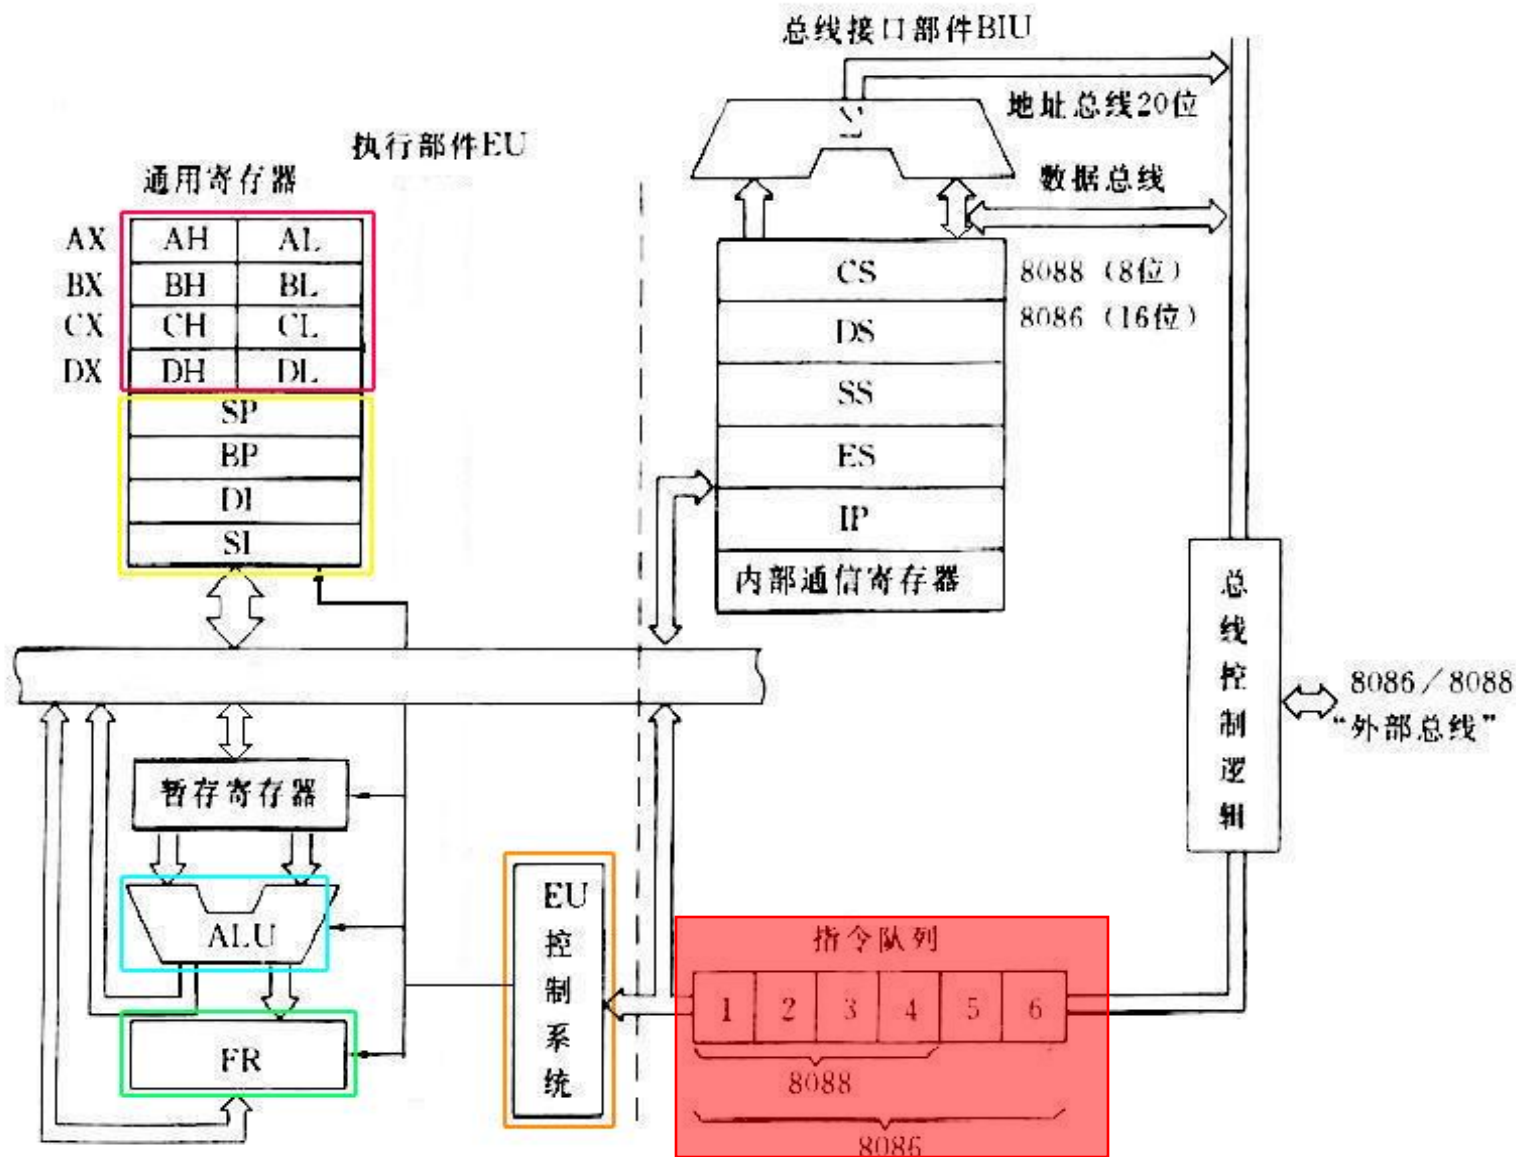 总线接口部件BIU
地址总线20位
执行部件EU
通用寄存器
数据总线
AX AH AL
BX BH BL
CX CH CL
DX DH DL
SP
BP
DI
SI
CS
DS
SS
ES
IP
内部通信寄存器
8088（8位）
8086（16位）
总线控制逻辑
8086／8088
“外部总线”
暂存寄存器
ALU
FR
EU控制系统
指令队列
1 2 3 4 5 6
8088
8086